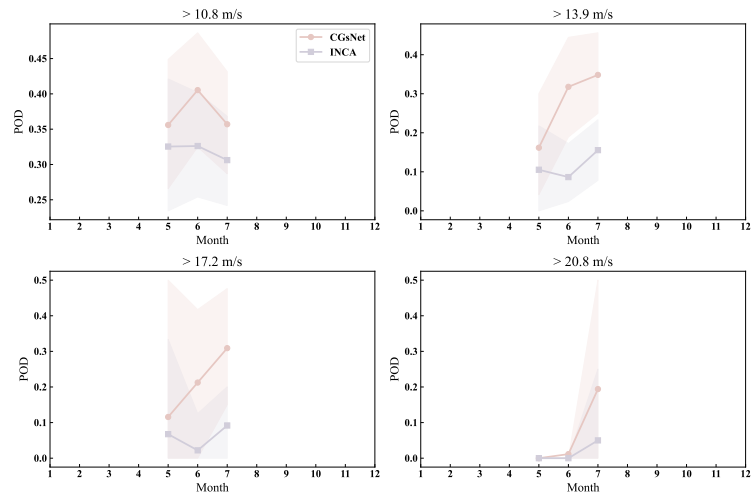 > 10.8 m/s
POD
0.45
0.40
0.35
0.30
0.25
CGsNet
INCA
1 2 3 4 5 6 7 8 9 10 11 12
Month
> 13.9 m/s
POD
0.4
0.3
0.2
0.1
0.0
1 2 3 4 5 6 7 8 9 10 11 12
Month
> 17.2 m/s
POD
0.5
0.4
0.3
0.2
0.1
0.0
1 2 3 4 5 6 7 8 9 10 11 12
Month
> 20.8 m/s
POD
0.5
0.4
0.3
0.2
0.1
0.0
1 2 3 4 5 6 7 8 9 10 11 12
Month